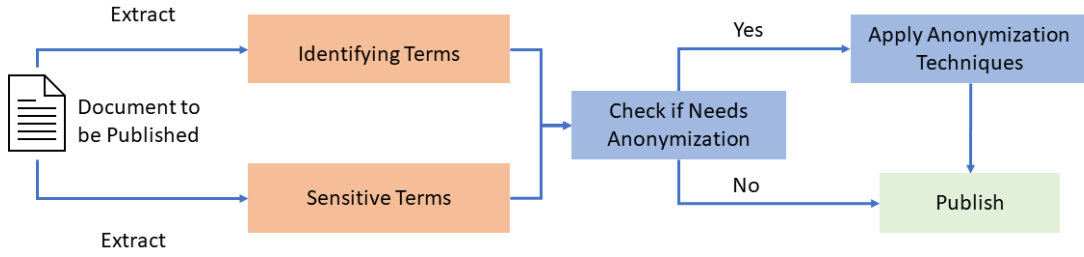 Extract
Identifying Terms
Document to
be Published
Sensitive Terms
Extract
Check if Needs
Anonymization
Yes
No
Apply Anonymization
Techniques
Publish